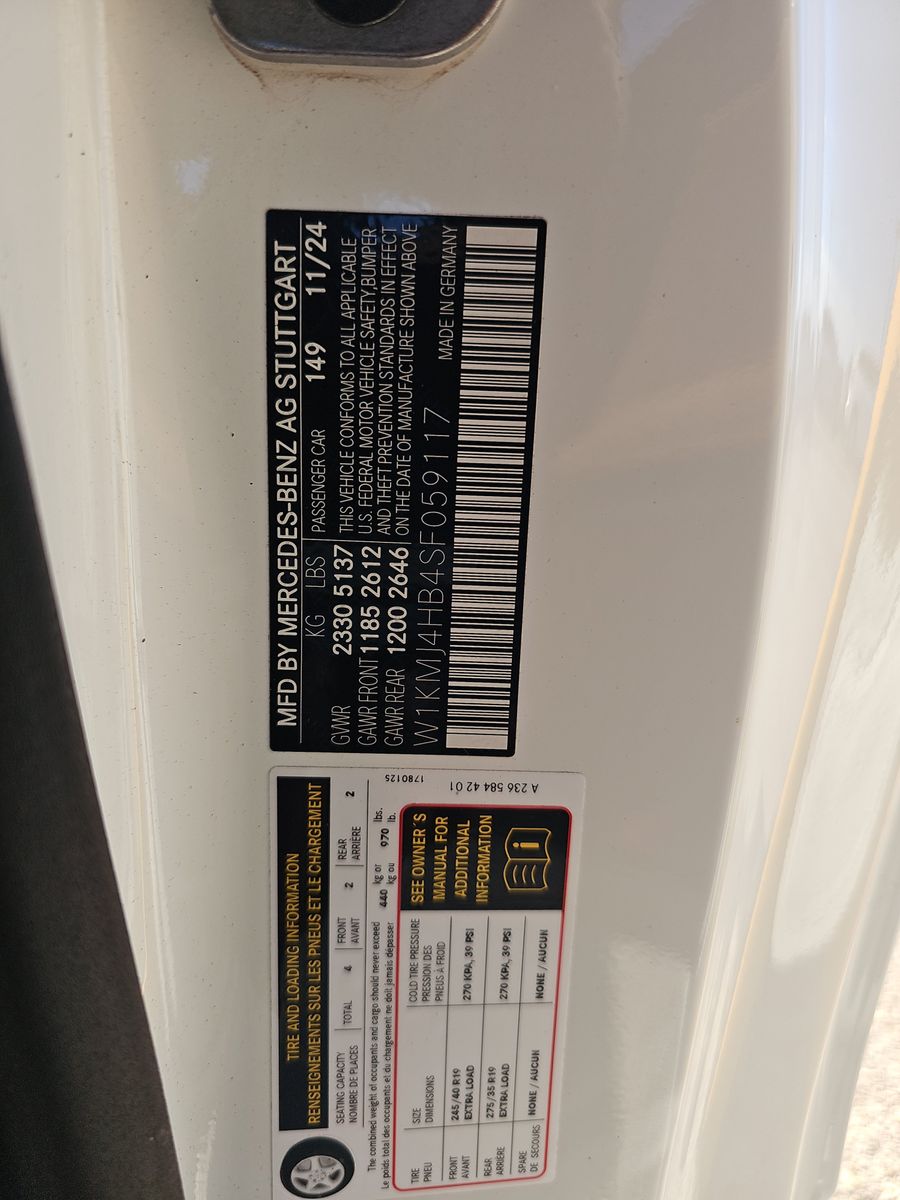 MFD BY MERCEDES-BENZ AG STUTTGART
KG LBS PASSENGER CAR 149 11/24
GVWR 2330 5137 THIS VEHICLE CONFORMS TO ALL APPLICABLE
GAWR FRONT 1185 2612 U.S. FEDERAL MOTOR VEHICLE SAFETY,BUMPER
GAWR REAR 1200 2646 AND THEFT PREVENTION STANDARDS IN EFFECT
ON THE DATE OF MANUFACTURE SHOWN ABOVE
W1KMJ4HB4SF059117 MADE IN GERMANY
TIRE AND LOADING INFORMATION
RENSEIGNEMENTS SUR LES PNEUS ET LE CHARGEMENT
SEATING CAPACITY TOTAL 4 FRONT 2 REAR 2
NOMBRE DE PLACES AVANT ARRIÈRE
The combined weight of occupants and cargo should never exceed 440 kg or 970 lbs.
Le poids total des occupants et du chargement ne doit jamais dépasser kg ou lb.
TIRE SIZE COLD TIRE PRESSURE
PNEU DIMENSIONS PRESSION DES
PNEUS À FROID
FRONT 245/40 R19
AVANT EXTRA LOAD 270 KPA, 39 PSI
REAR 275/35 R19
ARRIÈRE EXTRA LOAD 270 KPA, 39 PSI
SPARE
DE SECOURS NONE / AUCUN NONE / AUCUN
SEE OWNER'S
MANUAL FOR
ADDITIONAL
INFORMATION
1780125
A 236 584 42 01